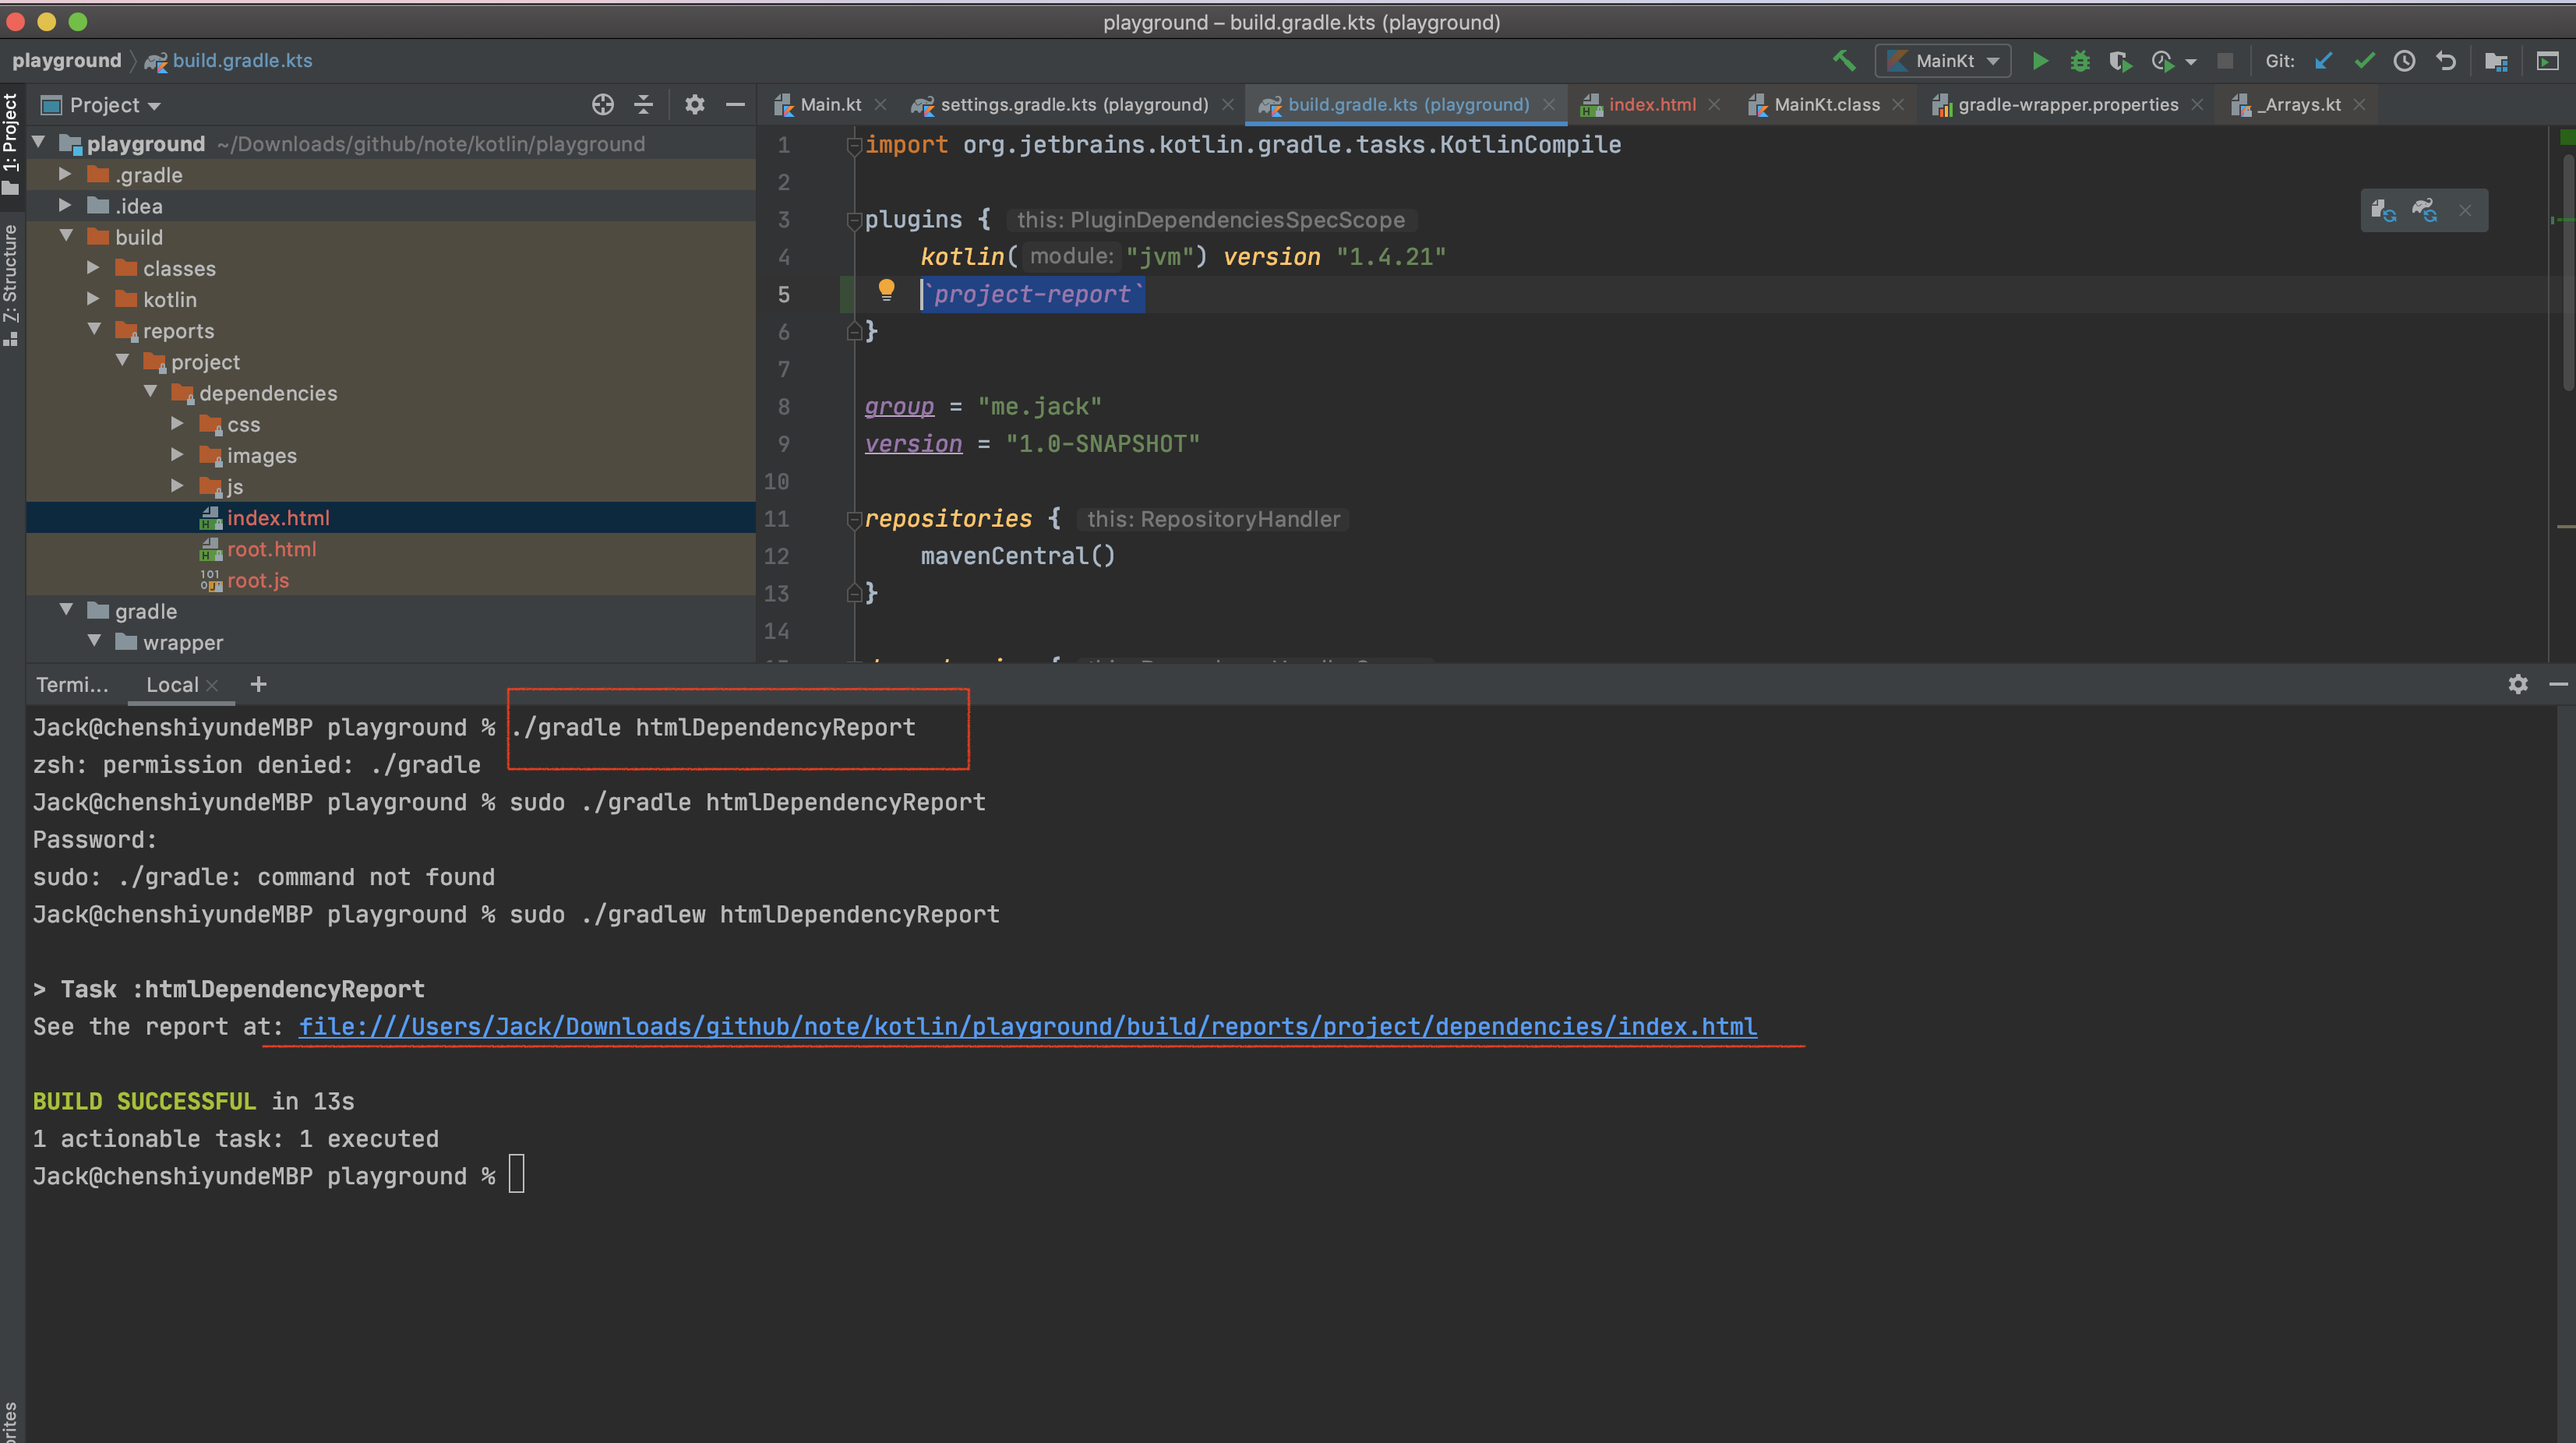 playground – build.gradle.kts (playground)
playground build.gradle.kts
MainKt
Git:
1: Project
Z: Structure
Project
Main.kt
settings.gradle.kts (playground)
build.gradle.kts (playground)
index.html
MainKt.class
gradle-wrapper.properties
_Arrays.kt
playground ~/Downloads/github/note/kotlin/playground
.gradle
.idea
build
classes
kotlin
reports
project
dependencies
css
images
js
index.html
root.html
root.js
gradle
wrapper
1 import org.jetbrains.kotlin.gradle.tasks.KotlinCompile
2
3 plugins { this: PluginDependenciesSpecScope
4 kotlin( module: "jvm") version "1.4.21"
5 `project-report`
6 }
7
8 group = "me.jack"
9 version = "1.0-SNAPSHOT"
10
11 repositories { this: RepositoryHandler
12 mavenCentral()
13 }
14
Termi...
Local
Jack@chenshiyundeMBP playground % ./gradle htmlDependencyReport
zsh: permission denied: ./gradle
Jack@chenshiyundeMBP playground % sudo ./gradle htmlDependencyReport
Password:
sudo: ./gradle: command not found
Jack@chenshiyundeMBP playground % sudo ./gradlew htmlDependencyReport
> Task :htmlDependencyReport
See the report at: file:///Users/Jack/Downloads/github/note/kotlin/playground/build/reports/project/dependencies/index.html
BUILD SUCCESSFUL in 13s
1 actionable task: 1 executed
Jack@chenshiyundeMBP playground %